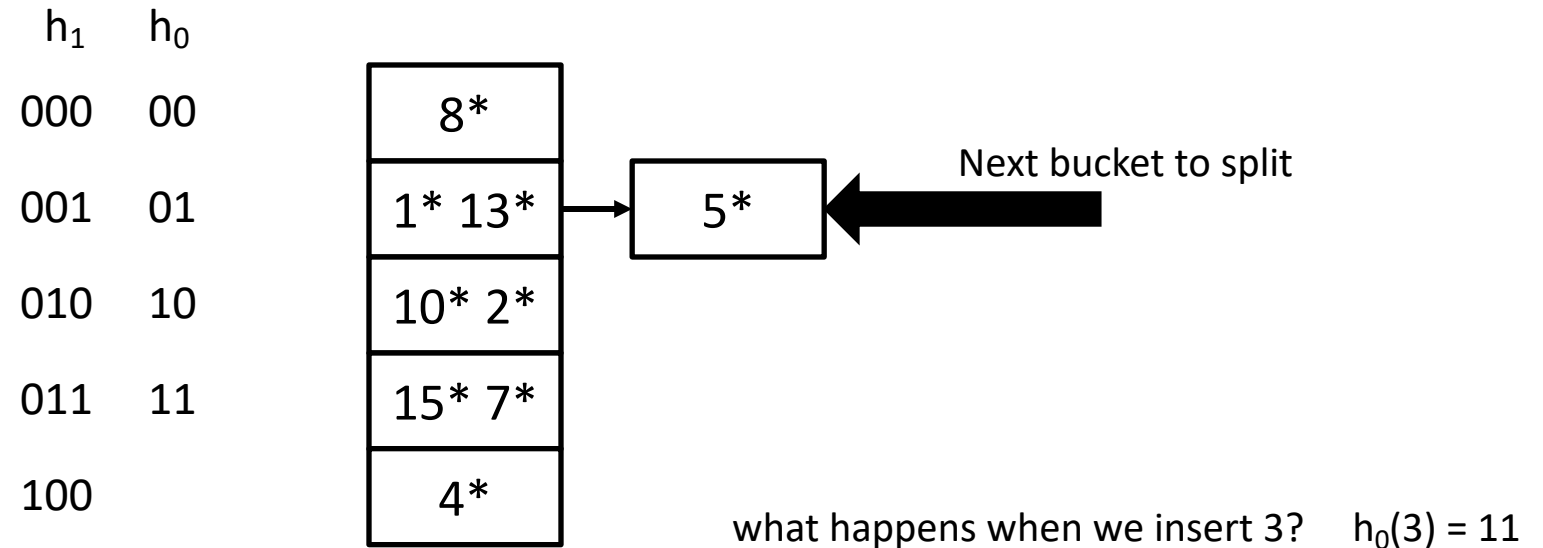 h₁ h₀
000 00 8*
Next bucket to split
001 01 1* 13* 5*
010 10 10* 2*
011 11 15* 7*
100 4*
what happens when we insert 3? h₀(3) = 11